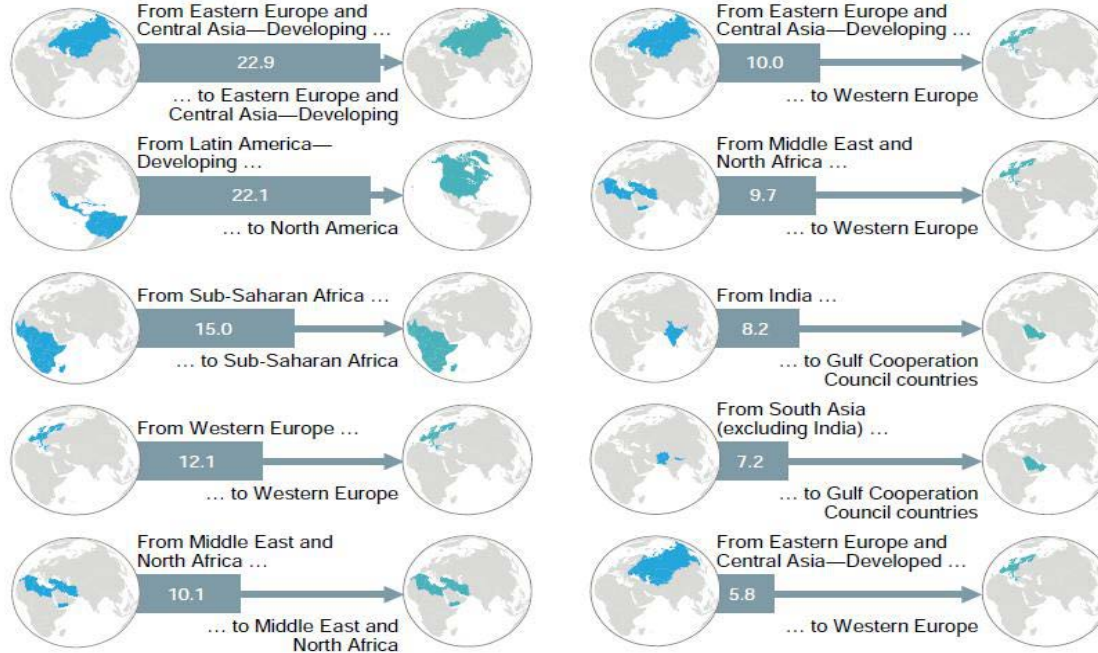 From Eastern Europe and
Central Asia—Developing …
22.9
… to Eastern Europe and
Central Asia—Developing
From Latin America—
Developing …
22.1
… to North America
From Sub-Saharan Africa …
15.0
… to Sub-Saharan Africa
From Western Europe …
12.1
… to Western Europe
From Middle East and
North Africa …
10.1
… to Middle East and
North Africa
From Eastern Europe and
Central Asia—Developing …
10.0
… to Western Europe
From Middle East and
North Africa …
9.7
… to Western Europe
From India …
8.2
… to Gulf Cooperation
Council countries
From South Asia
(excluding India) …
7.2
… to Gulf Cooperation
Council countries
From Eastern Europe and
Central Asia—Developed …
5.8
… to Western Europe